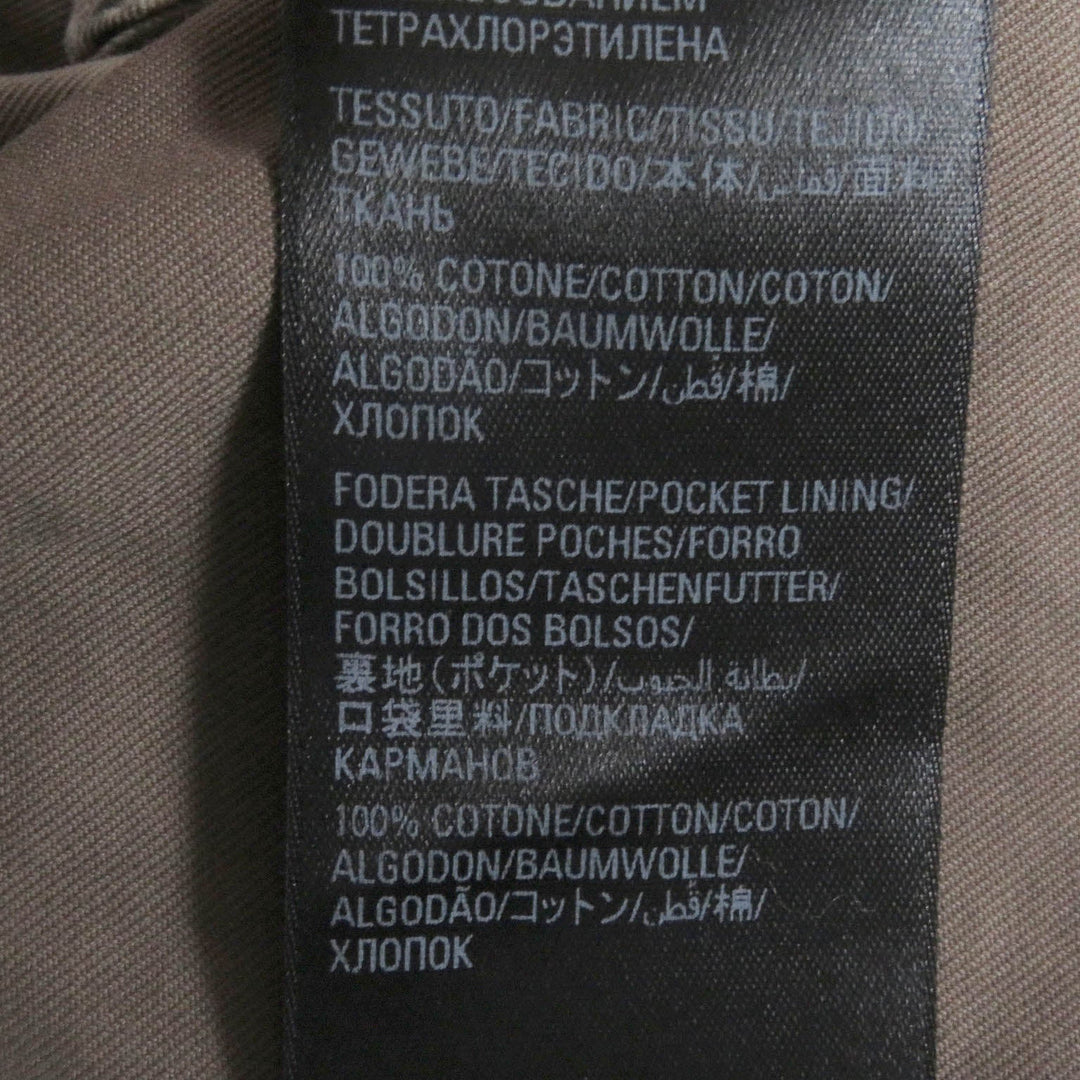 ТЕТРАХЛОРЭТИЛЕНА
TESSUTO/FABRIC/TISSU/TEJIDO/
GEWEBE/TECIDO/本体/قطني/面料
ТКАНЬ
100% COTONE/COTTON/COTON/
ALGODON/BAUMWOLLE/
ALGODÃO/コットン/قطن/棉/
ХЛОПОК
FODERA TASCHE/POCKET LINING/
DOUBLURE POCHES/FORRO
BOLSILLOS/TASCHENFUTTER/
FORRO DOS BOLSOS/
裏地(ポケット)/بطانة الجيوب/
口袋里料/ПОДКЛАДКА
КАРМАНОВ
100% COTONE/COTTON/COTON/
ALGODON/BAUMWOLLE/
ALGODÃO/コットン/قطن/棉/
ХЛОПОК